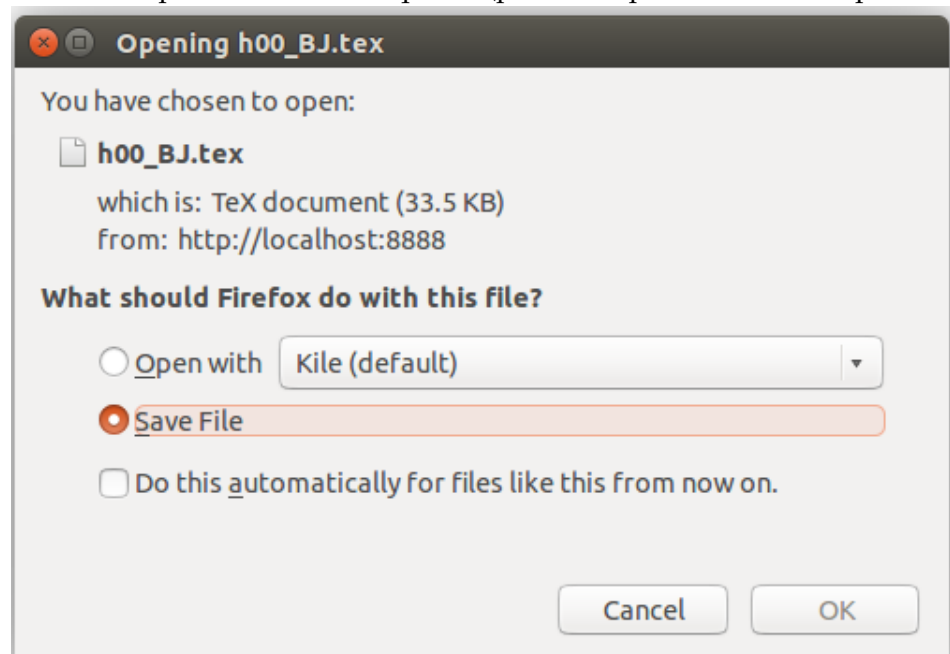 Opening h00_BJ.tex
You have chosen to open:
h00_BJ.tex
which is: TeX document (33.5 KB)
from: http://localhost:8888
What should Firefox do with this file?
Open with Kile (default)
Save File
Do this automatically for files like this from now on.
Cancel OK